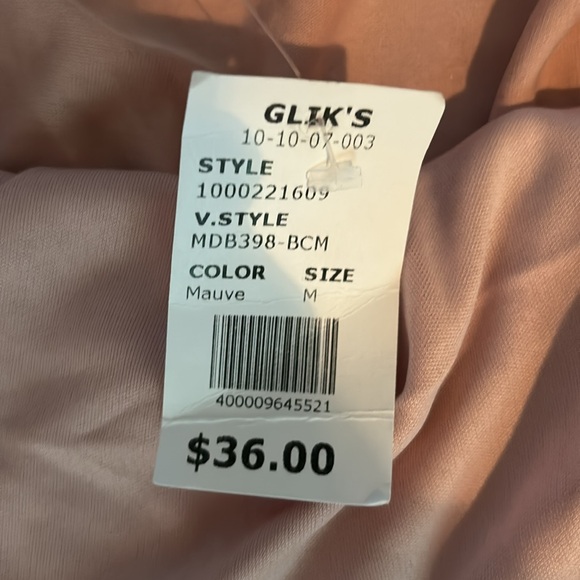 GLIK'S
10-10-07-003
STYLE
1000221609
V.STYLE
MDB398-BCM
COLOR SIZE
Mauve M
400009645521
$36.00